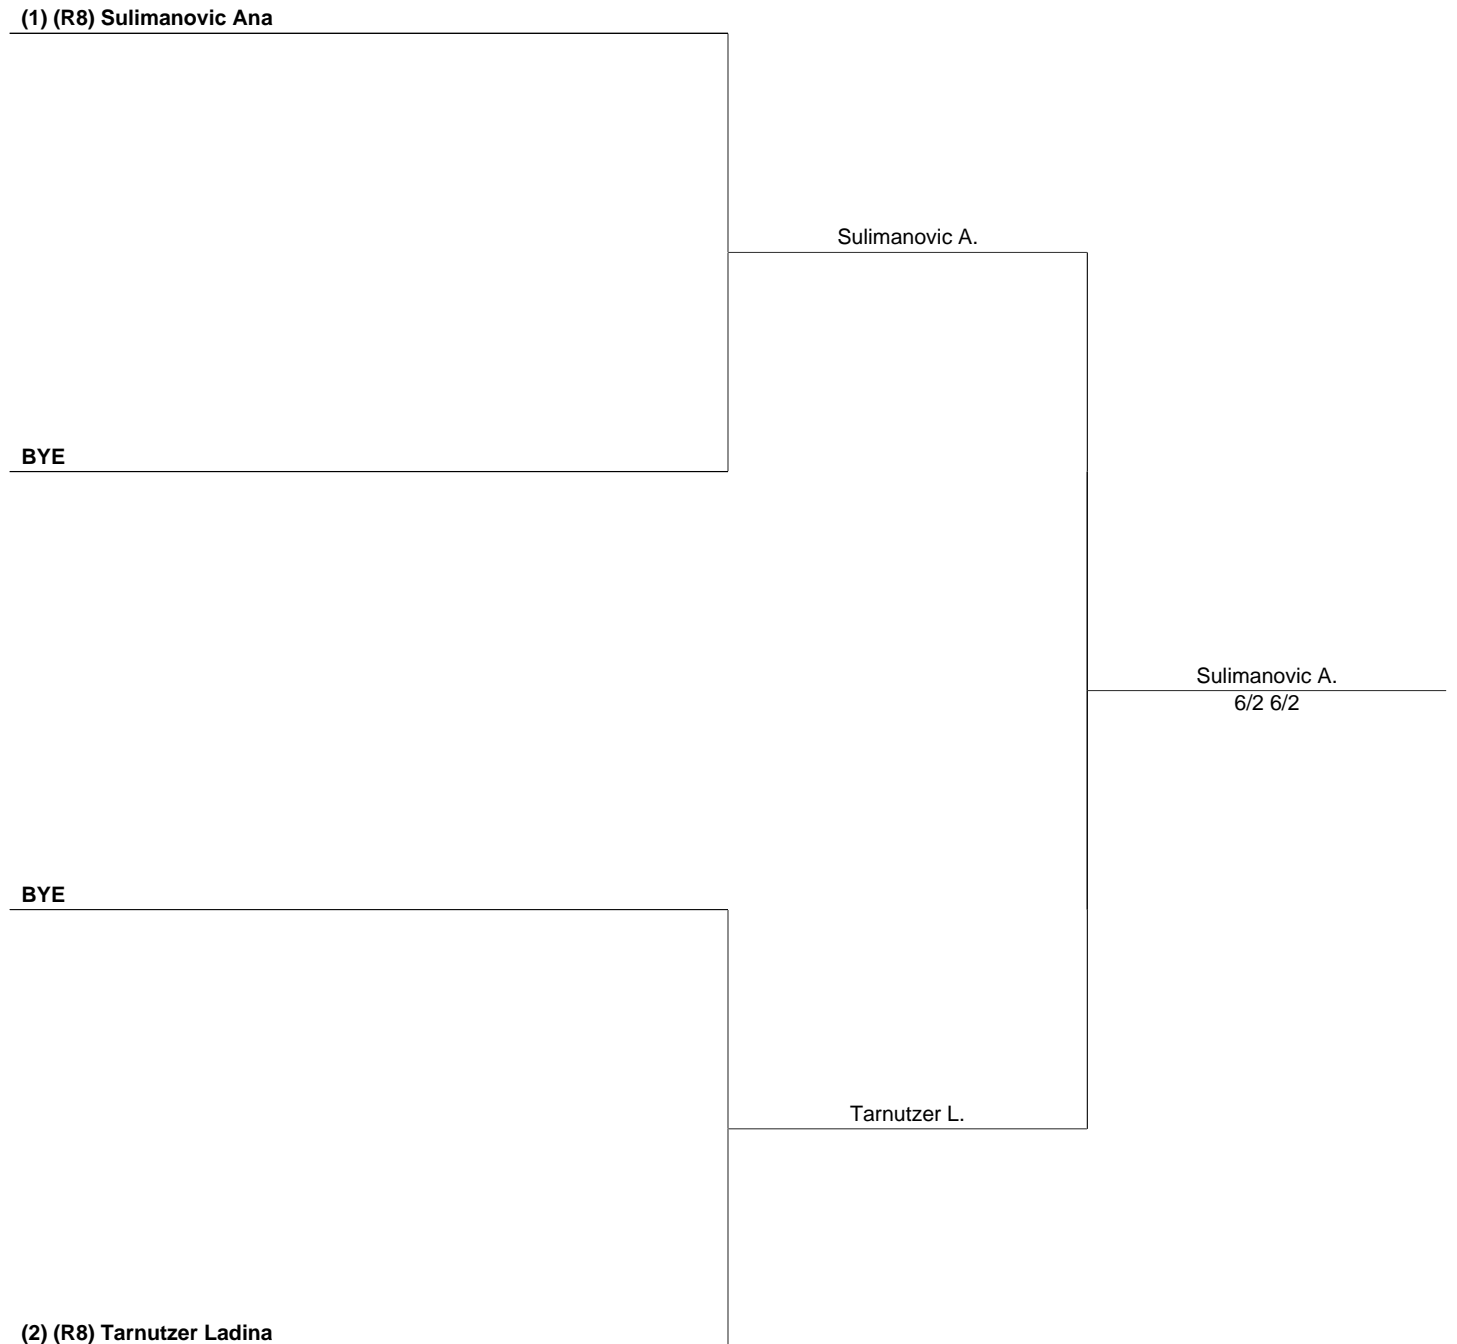 (1) (R8) Sulimanovic Ana
Sulimanovic A.
BYE
Sulimanovic A.
6/2 6/2
BYE
Tarnutzer L.
(2) (R8) Tarnutzer Ladina